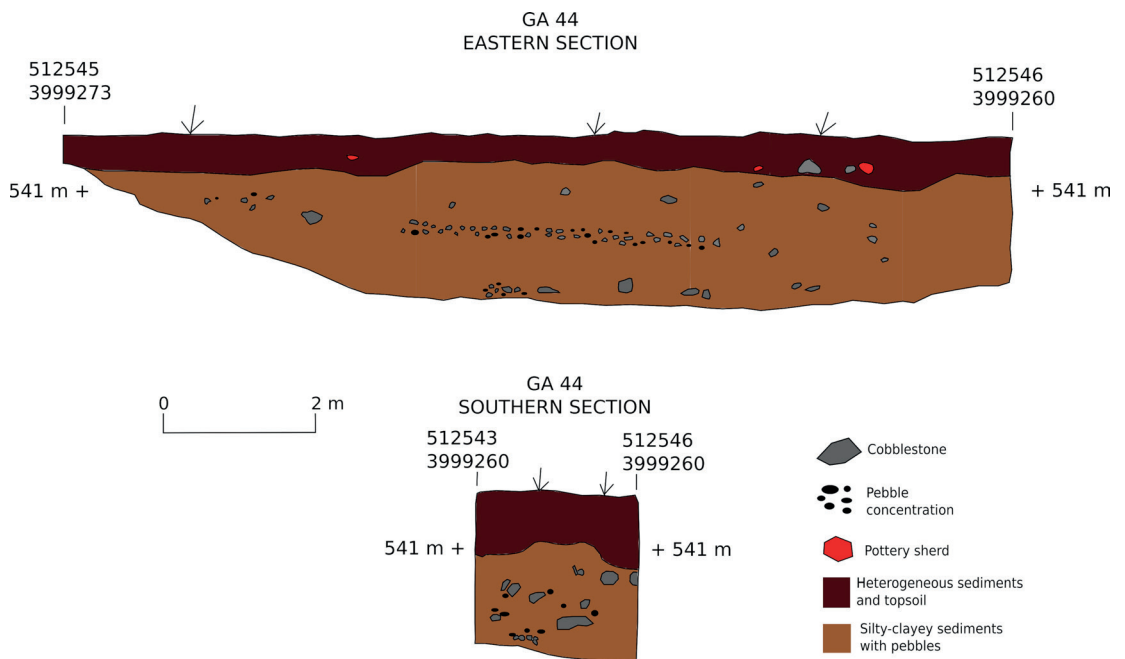 GA 44
EASTERN SECTION
512545
3999273
512546
3999260
541 m +
+ 541 m
0
2 m
GA 44
SOUTHERN SECTION
512543
3999260
512546
3999260
541 m +
+ 541 m
Cobblestone
Pebble
concentration
Pottery sherd
Heterogeneous sediments
and topsoil
Silty-clayey sediments
with pebbles